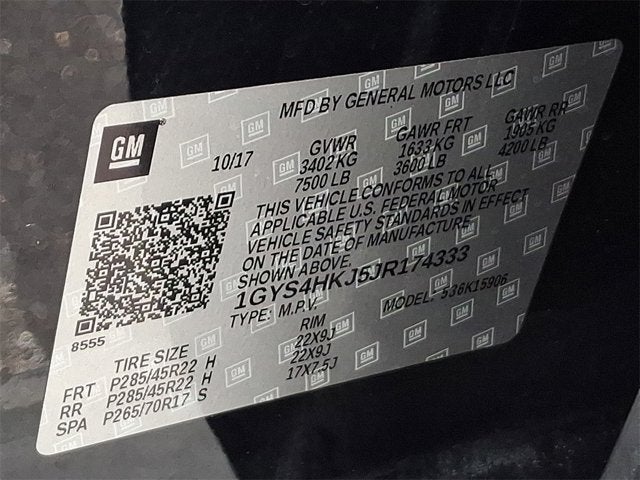 MFD BY GENERAL MOTORS LLC
GM
10/17
GVWR GAWR FRT GAWR RR
3402 KG 1633 KG 1905 KG
7500 LB 3600 LB 4200 LB
THIS VEHICLE CONFORMS TO ALL
APPLICABLE U.S. FEDERAL MOTOR
VEHICLE SAFETY STANDARDS IN EFFECT
ON THE DATE OF MANUFACTURE
SHOWN ABOVE.
1GYS4HKJ5JR174333
TYPE: M.P.V. MODEL: 536K15906
8555
TIRE SIZE RIM
FRT P285/45R22 H 22X9J
RR P285/45R22 H 22X9J
SPA P265/70R17 S 17X7.5J